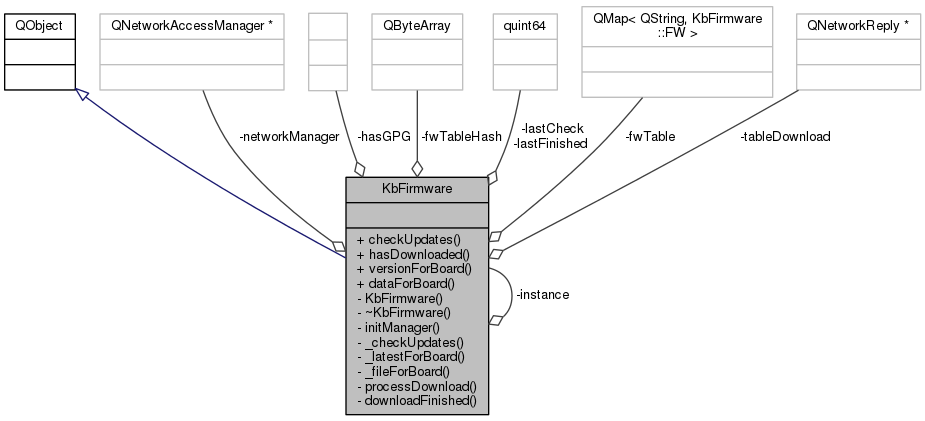 QObject
QNetworkAccessManager *
QByteArray
quint64
QMap< QString, KbFirmware
::FW >
QNetworkReply *
-networkManager
-hasGPG
-fwTableHash
-lastCheck
-lastFinished
-fwTable
-tableDownload
KbFirmware
+ checkUpdates()
+ hasDownloaded()
+ versionForBoard()
+ dataForBoard()
- KbFirmware()
- ~KbFirmware()
- initManager()
- _checkUpdates()
- _latestForBoard()
- _fileForBoard()
- processDownload()
- downloadFinished()
-instance